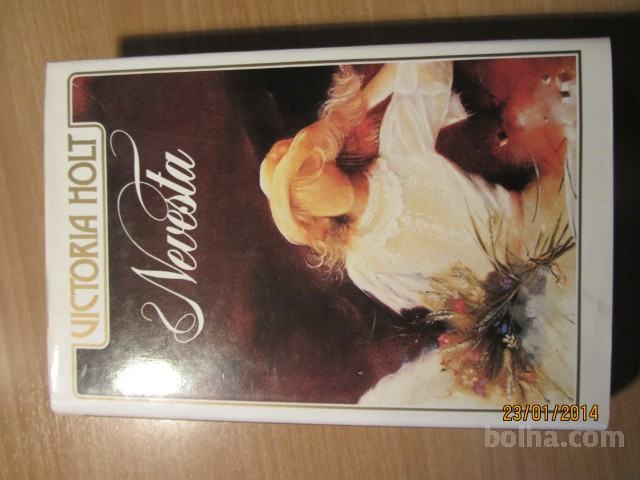 VICTORIA HOLT
Nevesta
23/01/2014
bolha.com